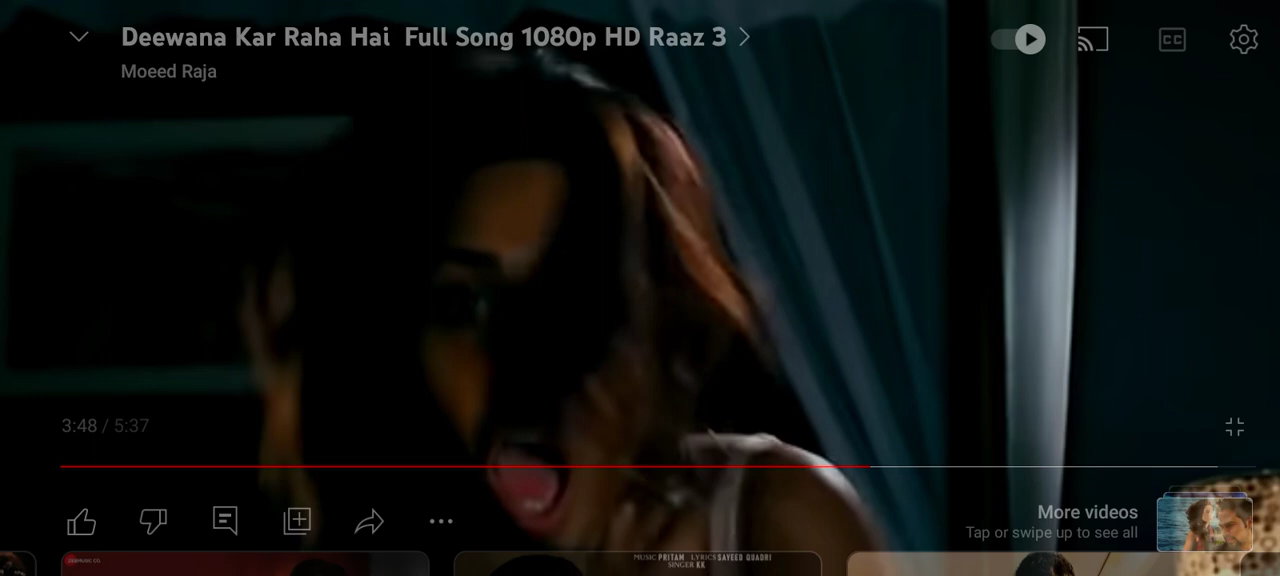 Deewana Kar Raha Hai Full Song 1080p HD Raaz 3
Moeed Raja
CC
3:48 / 5:37
More videos
Tap or swipe up to see all
MUSIC PRITAM LYRICS SAYEED QUADRI
SINGER KK